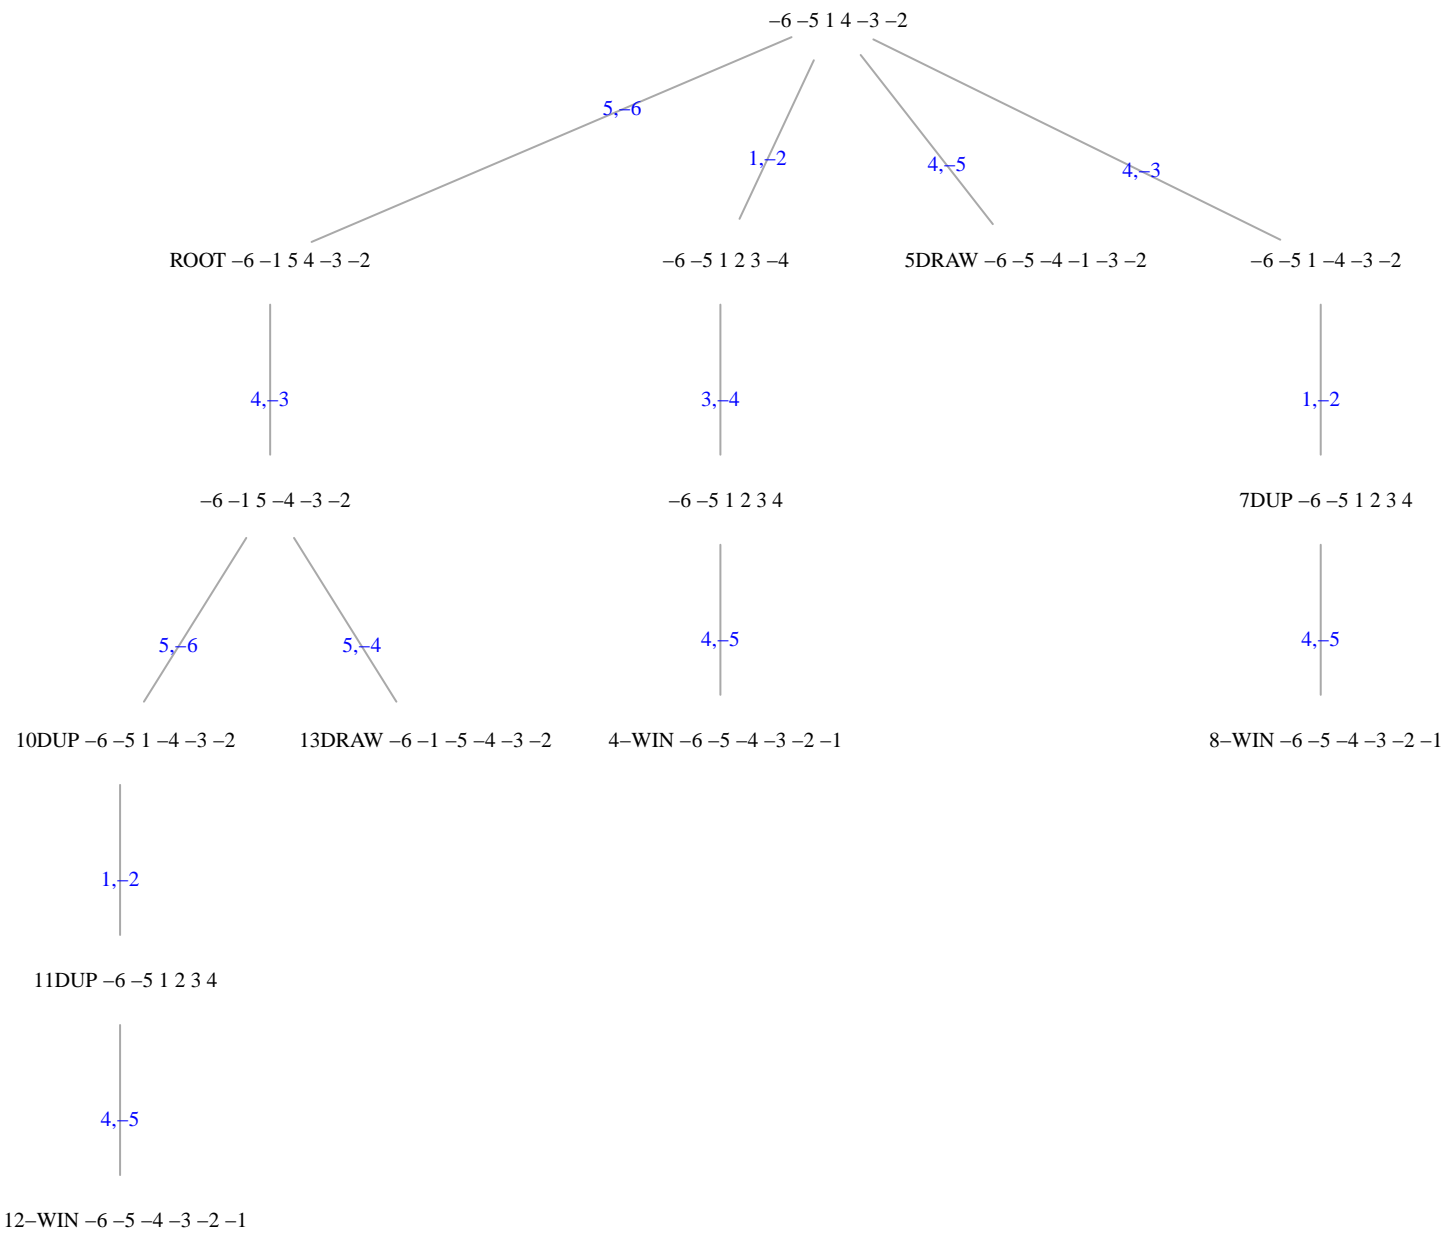 –6 –5 1 4 –3 –2
5,–6
1,–2
4,–5
4,–3
ROOT –6 –1 5 4 –3 –2
–6 –5 1 2 3 –4
5DRAW –6 –5 –4 –1 –3 –2
–6 –5 1 –4 –3 –2
4,–3
3,–4
1,–2
–6 –1 5 –4 –3 –2
–6 –5 1 2 3 4
7DUP –6 –5 1 2 3 4
5,–6
5,–4
4,–5
4,–5
10DUP –6 –5 1 –4 –3 –2
13DRAW –6 –1 –5 –4 –3 –2
4–WIN –6 –5 –4 –3 –2 –1
8–WIN –6 –5 –4 –3 –2 –1
1,–2
11DUP –6 –5 1 2 3 4
4,–5
12–WIN –6 –5 –4 –3 –2 –1